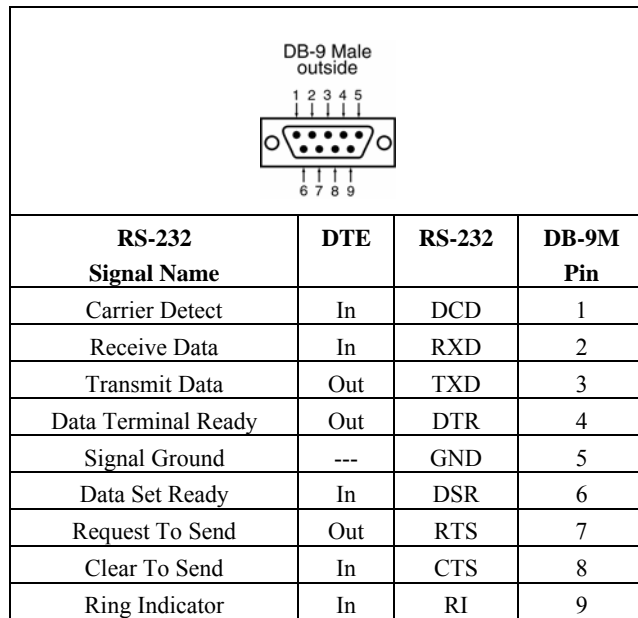 DB-9 Male
outside
1 2 3 4 5
6 7 8 9
RS-232 Signal Name DTE RS-232 DB-9M Pin
Carrier Detect In DCD 1
Receive Data In RXD 2
Transmit Data Out TXD 3
Data Terminal Ready Out DTR 4
Signal Ground --- GND 5
Data Set Ready In DSR 6
Request To Send Out RTS 7
Clear To Send In CTS 8
Ring Indicator In RI 9